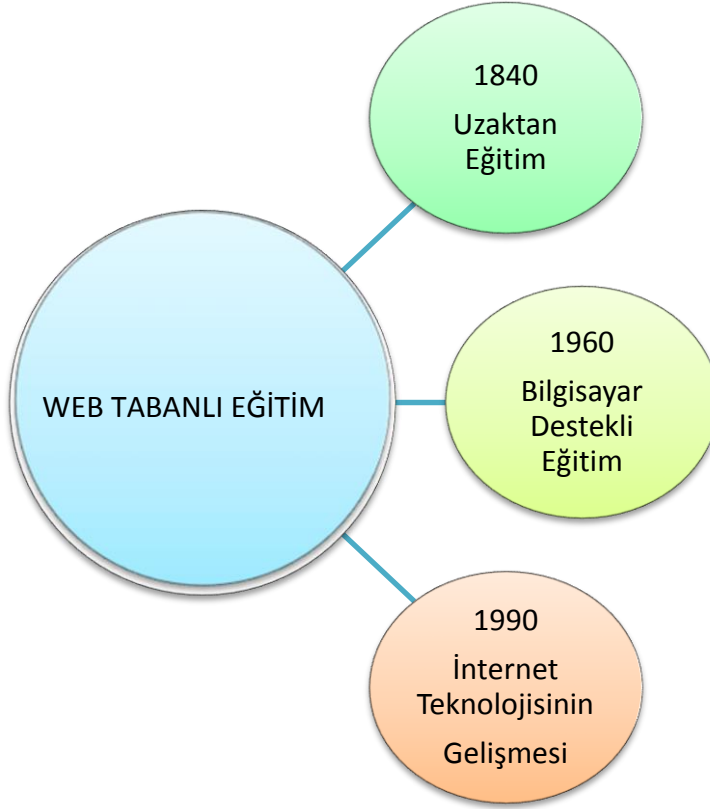 1840
Uzaktan
Eğitim
WEB TABANLI EĞİTİM
1960
Bilgisayar
Destekli
Eğitim
1990
İnternet
Teknolojisinin
Gelişmesi